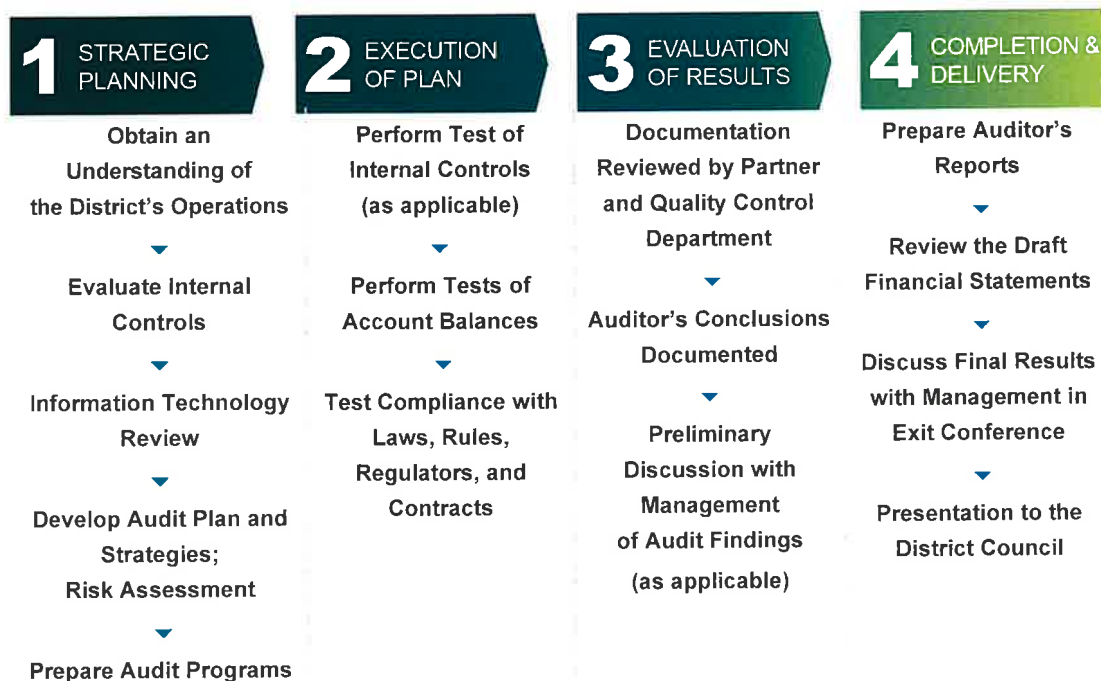 1 STRATEGIC
PLANNING
Obtain an
Understanding of
the District's Operations
Evaluate Internal
Controls
Information Technology
Review
Develop Audit Plan and
Strategies;
Risk Assessment
Prepare Audit Programs
2 EXECUTION
OF PLAN
Perform Test of
Internal Controls
(as applicable)
Perform Tests of
Account Balances
Test Compliance with
Laws, Rules,
Regulators, and
Contracts
3 EVALUATION
OF RESULTS
Documentation
Reviewed by Partner
and Quality Control
Department
Auditor's Conclusions
Documented
Preliminary
Discussion with
Management
of Audit Findings
(as applicable)
4 COMPLETION &
DELIVERY
Prepare Auditor's
Reports
Review the Draft
Financial Statements
Discuss Final Results
with Management in
Exit Conference
Presentation to the
District Council